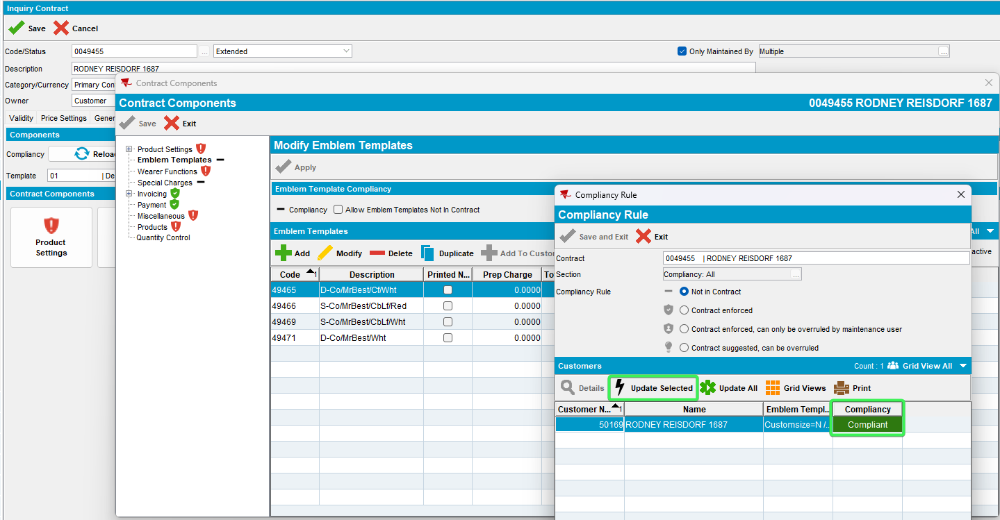 Inquiry Contract
Save Cancel
Code/Status 0049455 ... Extended Only Maintained By Multiple ...
Description RODNEY REISDORF 1687
Category/Currency Primary Con
Owner Customer
Validity Price Settings Gener
Components
Compliancy Reloa
Template 01 | De
Contract Components
Product
Settings
Contract Components
Contract Components 0049455 RODNEY REISDORF 1687
Save Exit
Product Settings
Emblem Templates
Wearer Functions
Special Charges
Invoicing
Payment
Miscellaneous
Products
Quantity Control
Modify Emblem Templates
Apply
Emblem Template Compliancy
Compliancy Allow Emblem Templates Not In Contract
Emblem Templates All
Add Modify Delete Duplicate Add To Custo active
Code 1 Description Printed N... Prep Charge To
49465 D-Co/MrBest/Cf/Wht 0.0000
49466 S-Co/MrBest/CbLf/Red 0.0000
49469 S-Co/MrBest/CbLf/Wht 0.0000
49471 D-Co/MrBest/Wht 0.0000
Compliancy Rule
Compliancy Rule
Save and Exit Exit
Contract 0049455 | RODNEY REISDORF 1687
Section Compliancy: All ...
Compliancy Rule Not in Contract
Contract enforced
Contract enforced, can only be overruled by maintenance user
Contract suggested, can be overruled
Customers Count : 1 Grid View All
Details Update Selected Update All Grid Views Print
Customer N... 1 Name Emblem Templ... Compliancy
50169 RODNEY REISDORF 1687 Customsize=N /... Compliant